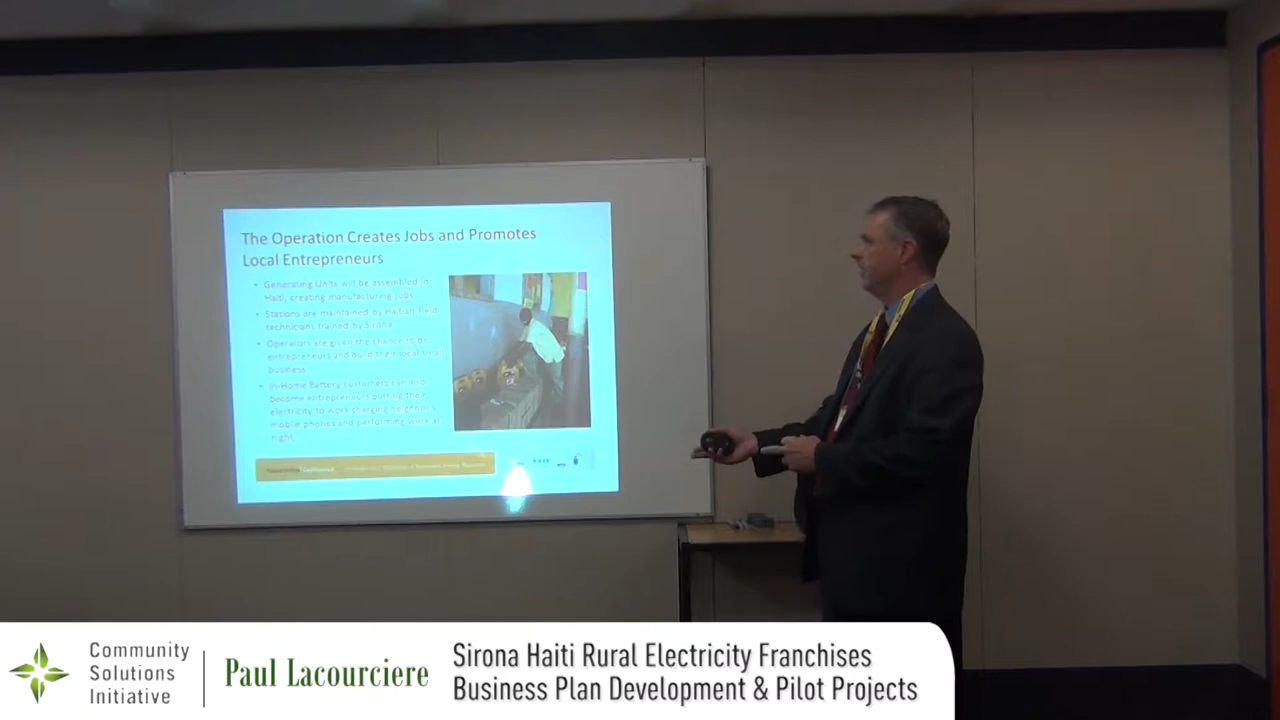 The Operation Creates Jobs and Promotes
Local Entrepreneurs
• Generating Units will be assembled in
Haiti, creating manufacturing jobs
• Stations are maintained by Haitian field
technicians trained by Sirona
• Operators are given the chance to be
entrepreneurs and build their local
business
• In-Home Battery customers can also
become entrepreneurs putting their
electricity to work charging neighbor's
mobile phones and performing work at
night.
Community
Solutions
Initiative
Paul Lacourciere
Sirona Haiti Rural Electricity Franchises
Business Plan Development & Pilot Projects